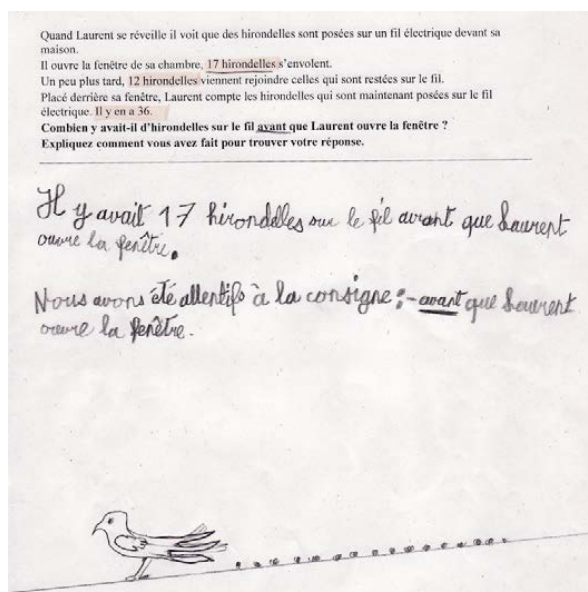 Quand Laurent se réveille il voit que des hirondelles sont posées sur un fil électrique devant sa
maison.
Il ouvre la fenêtre de sa chambre, 17 hirondelles s'envolent.
Un peu plus tard, 12 hirondelles viennent rejoindre celles qui sont restées sur le fil.
Placé derrière sa fenêtre, Laurent compte les hirondelles qui sont maintenant posées sur le fil
électrique. Il y en a 36.
Combien y avait-il d'hirondelles sur le fil avant que Laurent ouvre la fenêtre ?
Expliquez comment vous avez fait pour trouver votre réponse.
Il y avait 17 hirondelles sur le fil avant que Laurent
ouvre la fenêtre.
Nous avons été attentifs à la consigne : - avant que Laurent
ouvre la fenêtre.